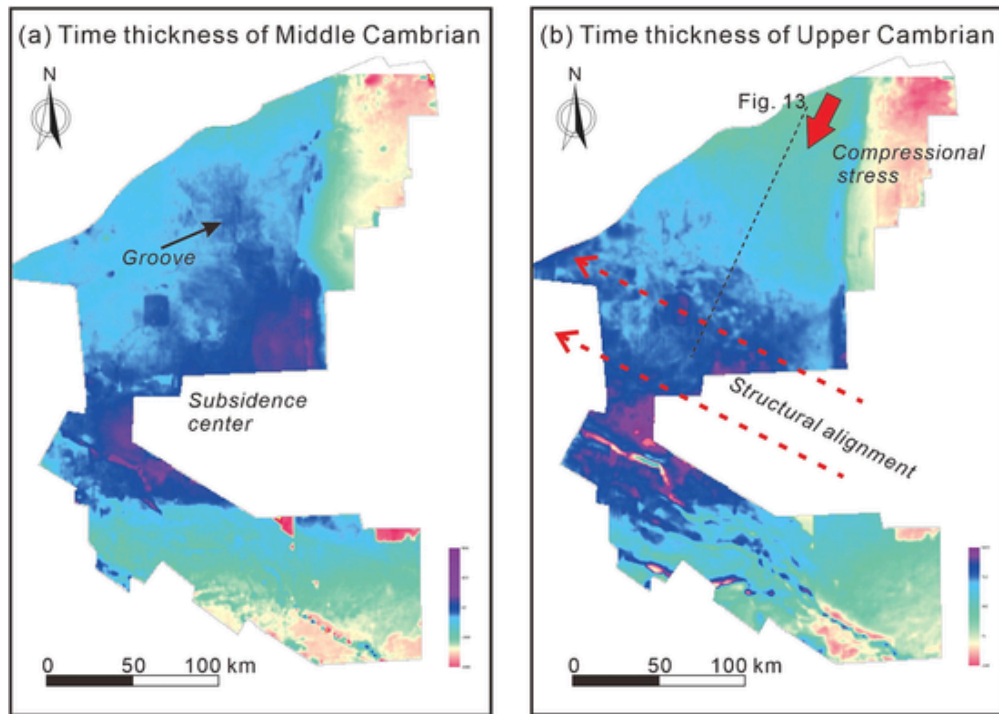 (a) Time thickness of Middle Cambrian
N
Groove
Subsidence
center
0 50 100 km
(b) Time thickness of Upper Cambrian
N
Fig. 13
Compressional
stress
Structural alignment
0 50 100 km